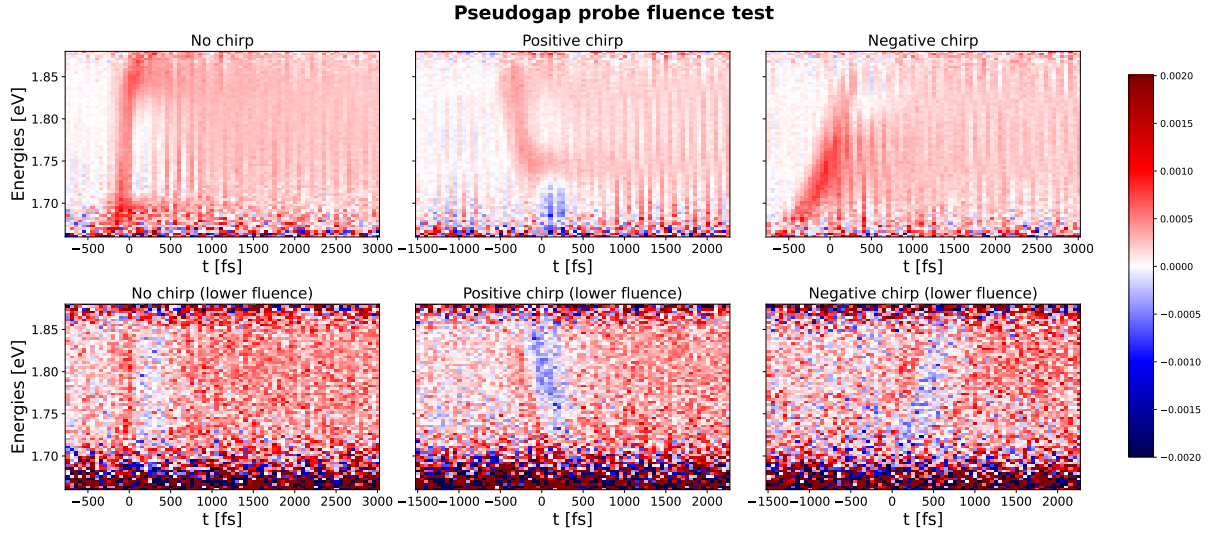 Pseudogap probe fluence test
No chirp
Positive chirp
Negative chirp
Energies [eV]
1.85
1.80
1.75
1.70
−500 0 500 1000 1500 2000 2500 3000
−1500 −1000 −500 0 500 1000 1500 2000
−500 0 500 1000 1500 2000 2500 3000
t [fs]
t [fs]
t [fs]
No chirp (lower fluence)
Positive chirp (lower fluence)
Negative chirp (lower fluence)
Energies [eV]
1.85
1.80
1.75
1.70
−500 0 500 1000 1500 2000 2500 3000
−1500 −1000 −500 0 500 1000 1500 2000
−1500 −1000 −500 0 500 1000 1500 2000
t [fs]
t [fs]
t [fs]
0.0020
0.0015
0.0010
0.0005
0.0000
−0.0005
−0.0010
−0.0015
−0.0020